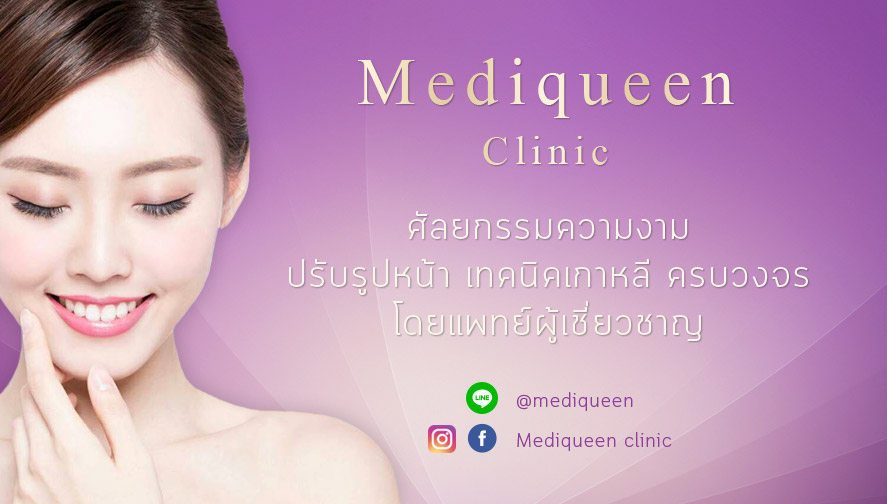 Mediqueen
Clinic
ศัลยกรรมความงาม
ปรับรูปหน้า เทคนิคเกาหลี ครบวงจร
โดยแพทย์ผู้เชี่ยวชาญ
LINE @mediqueen
Mediqueen clinic